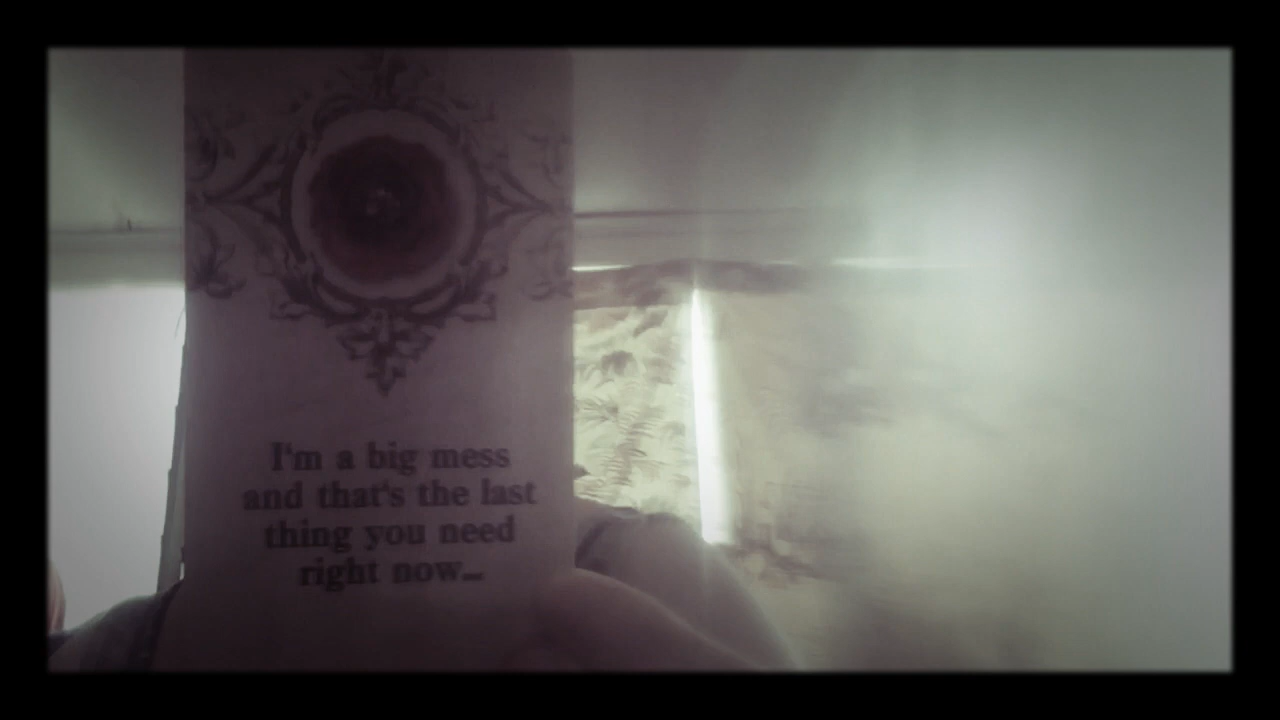 I'm a big mess
and that's the last
thing you need
right now...